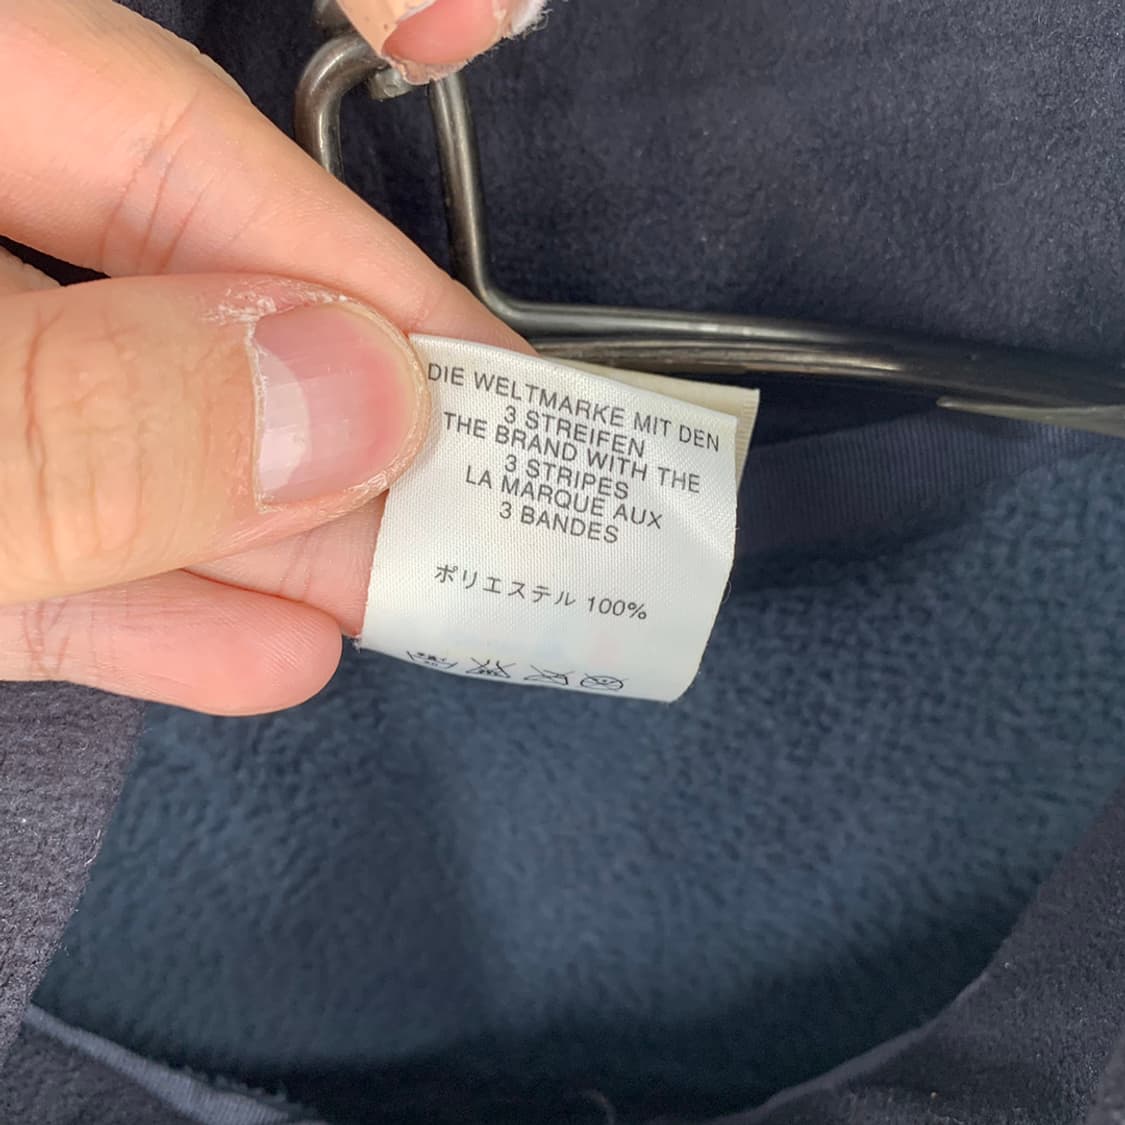 DIE WELTMARKE MIT DEN
3 STREIFEN
THE BRAND WITH THE
3 STRIPES
LA MARQUE AUX
3 BANDES
ポリエステル 100%